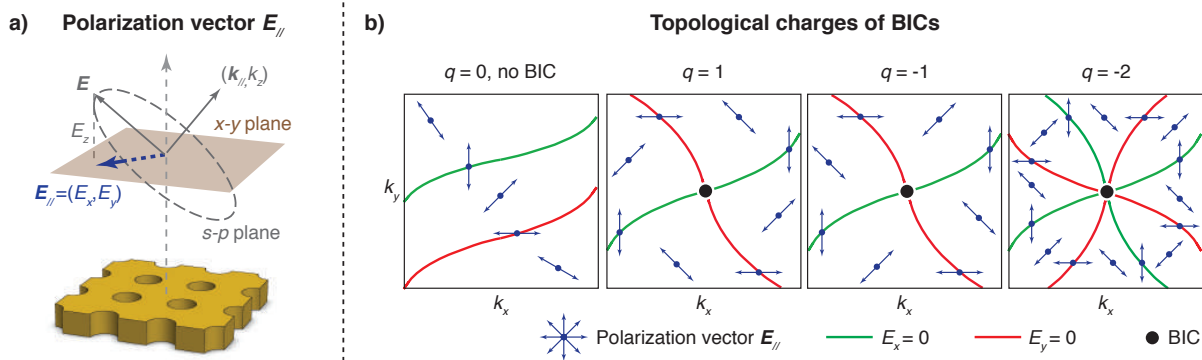 a) Polarization vector E//
E
(k//,kz)
Ez
x-y plane
E//=(Ex,Ey)
s-p plane
b) Topological charges of BICs
q = 0, no BIC
q = 1
q = -1
q = -2
ky
kx
kx
kx
kx
Polarization vector E//
Ex = 0
Ey = 0
BIC